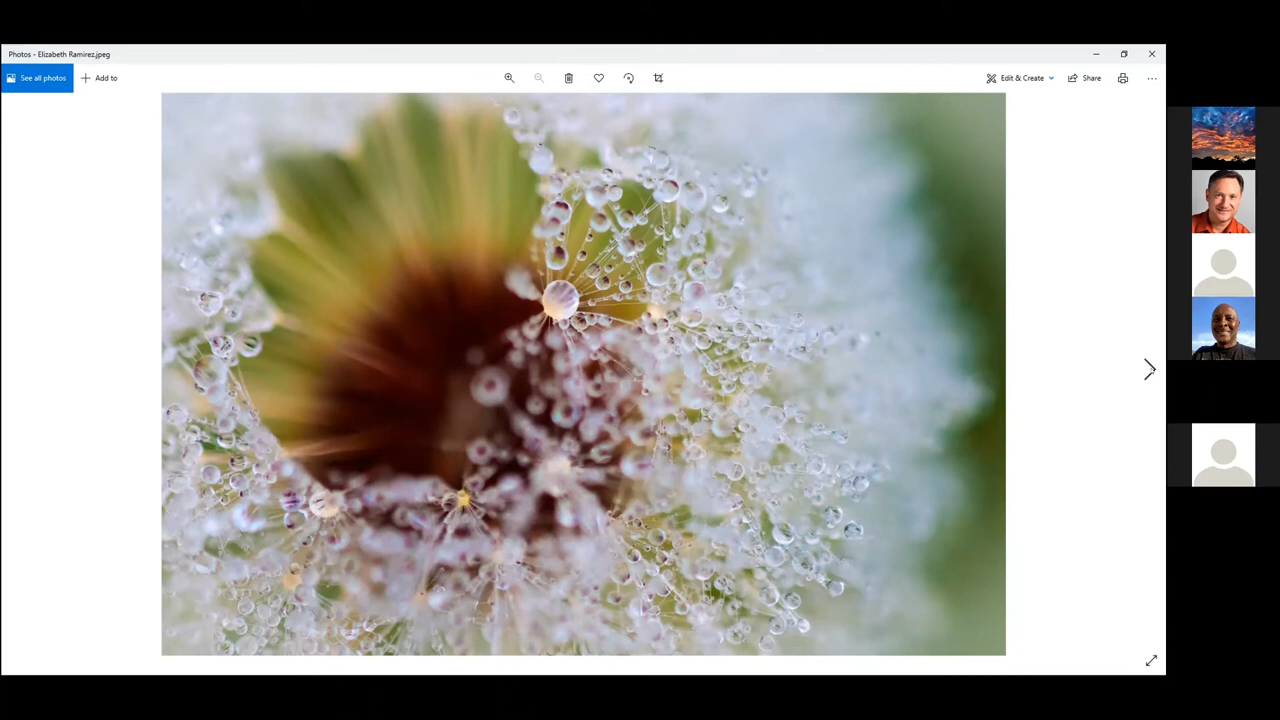 Photos - Elizabeth Ramirez.jpeg
See all photos
Add to
Edit & Create
Share